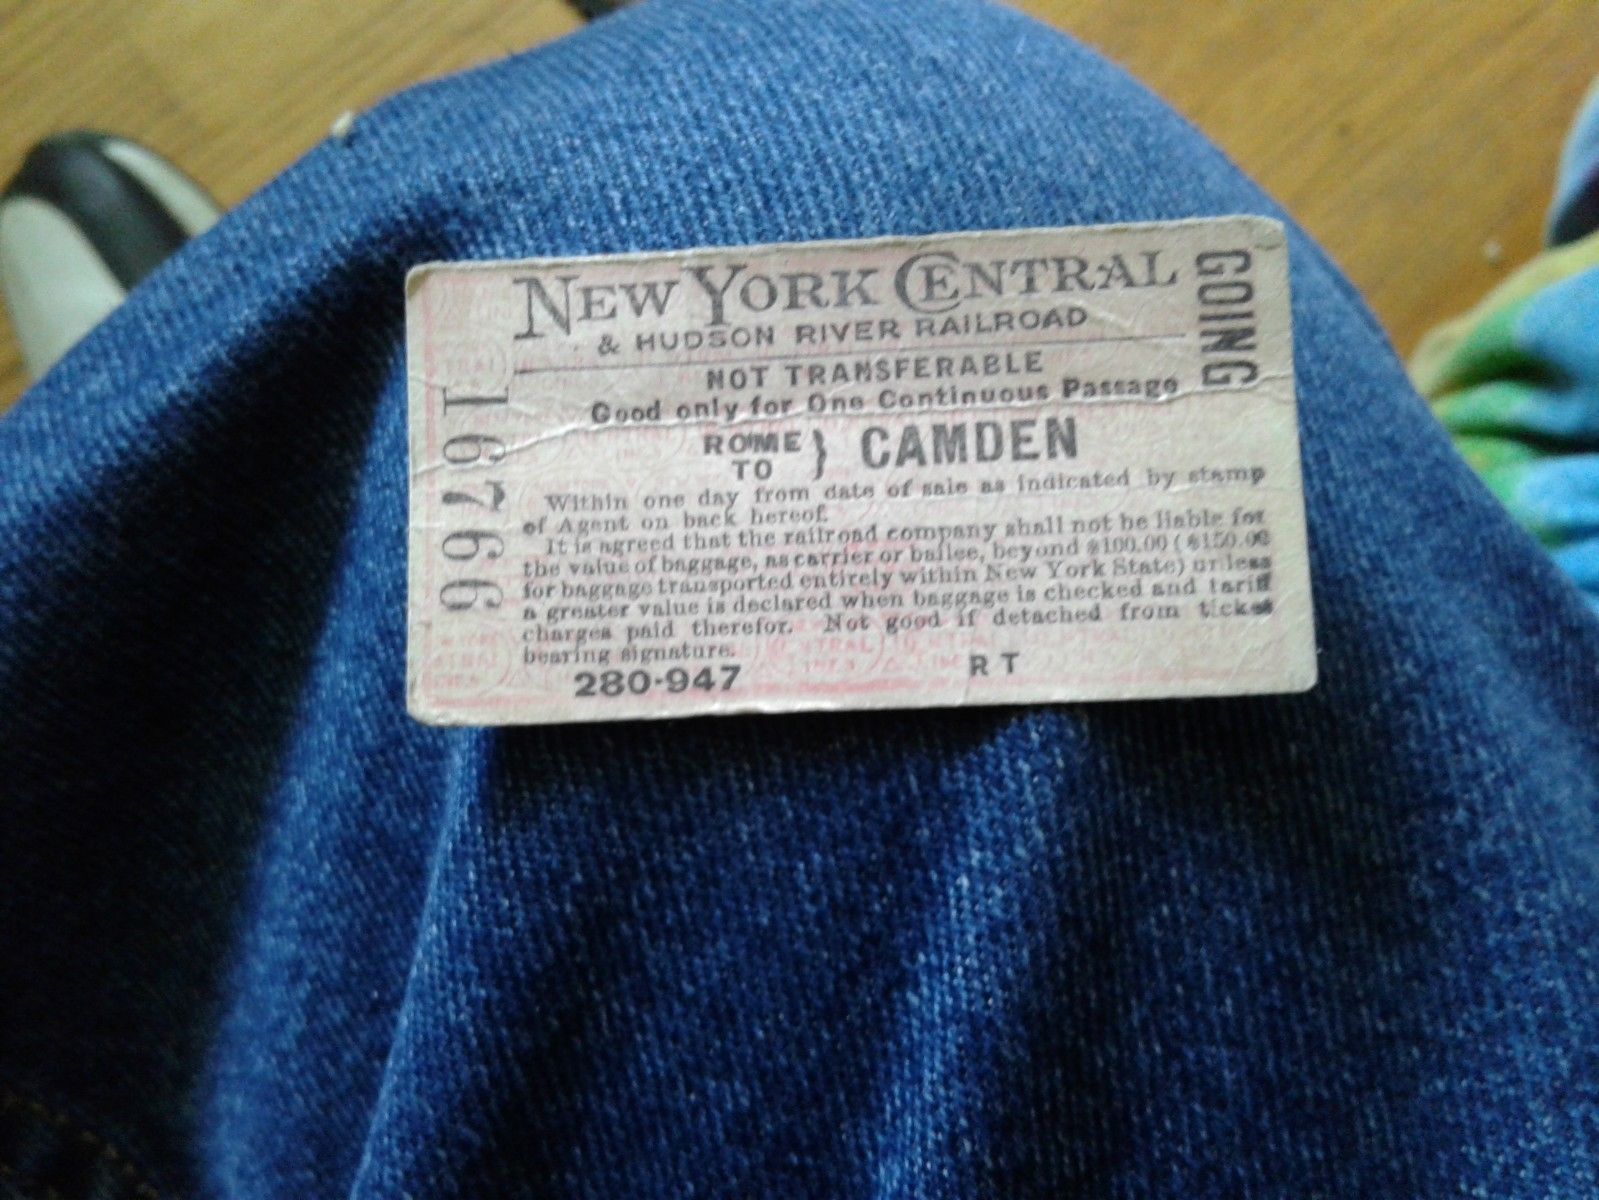 NEW YORK CENTRAL
& HUDSON RIVER RAILROAD
GOING
NOT TRANSFERABLE
Good only for One Continuous Passage
ROME
TO } CAMDEN
Within one day from date of sale as indicated by stamp
of Agent on back hereof.
It is agreed that the railroad company shall not be liable for
the value of baggage, as carrier or bailee, beyond $100.00 ($150.00
for baggage transported entirely within New York State) unless
a greater value is declared when baggage is checked and tariff
charges paid therefor. Not good if detached from ticket
bearing signature.
280-947 R T
16766